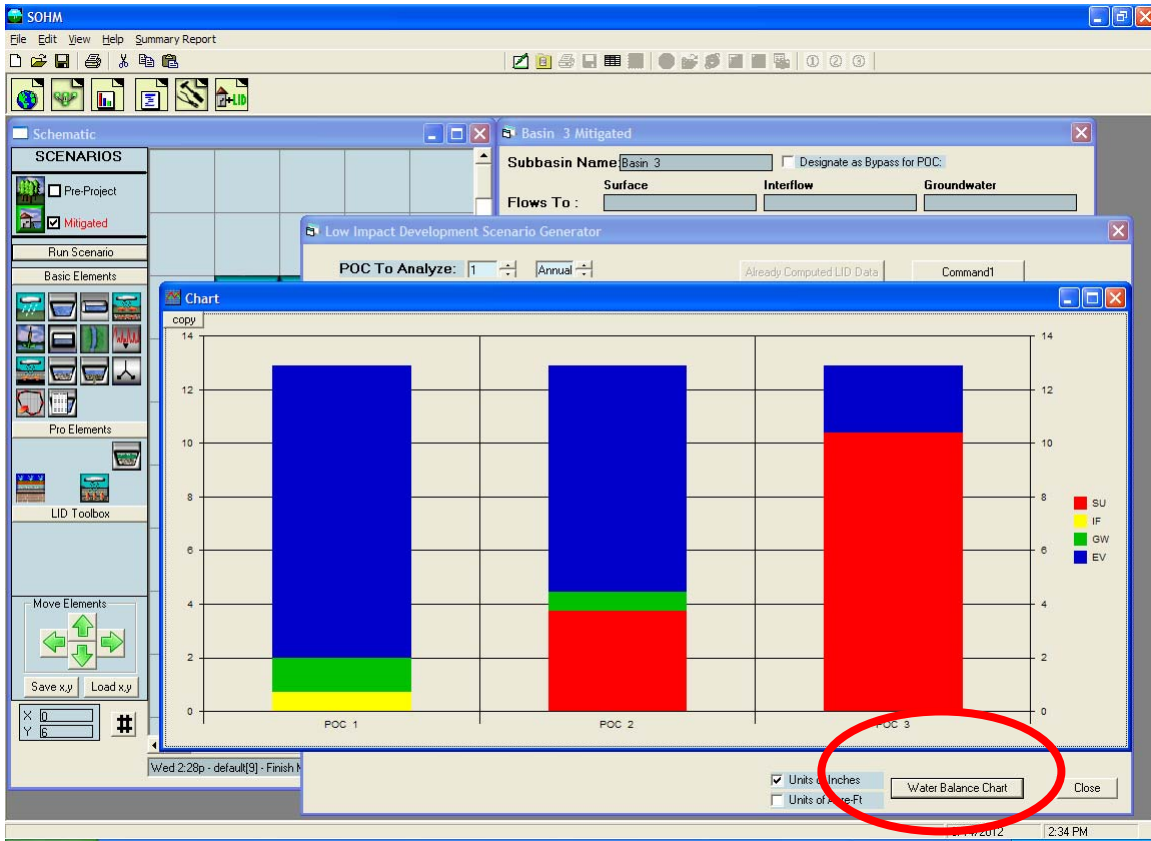 SOHM
File Edit View Help Summary Report
SCENARIOS
Pre-Project
Mitigated
Run Scenario
Basic Elements
Pro Elements
LID Toolbox
Move Elements
Save x,y Load x,y
X 0
Y 6
#
+LID
Schematic
Basin 3 Mitigated
Subbasin Name: Basin 3 Designate as Bypass for POC:
Surface Interflow Groundwater
Flows To :
Low Impact Development Scenario Generator
POC To Analyze: 1 Annual Already Computed LID Data Command1
Chart
copy
14 14
12 12
10 10
8 8
6 6
4 4
2 2
0 0
POC 1 POC 2 POC 3
SU
IF
GW
EV
Wed 2:28p - default[9] - Finish
Units of Inches
Units of Acre-Ft
Water Balance Chart
Close
2:34 PM